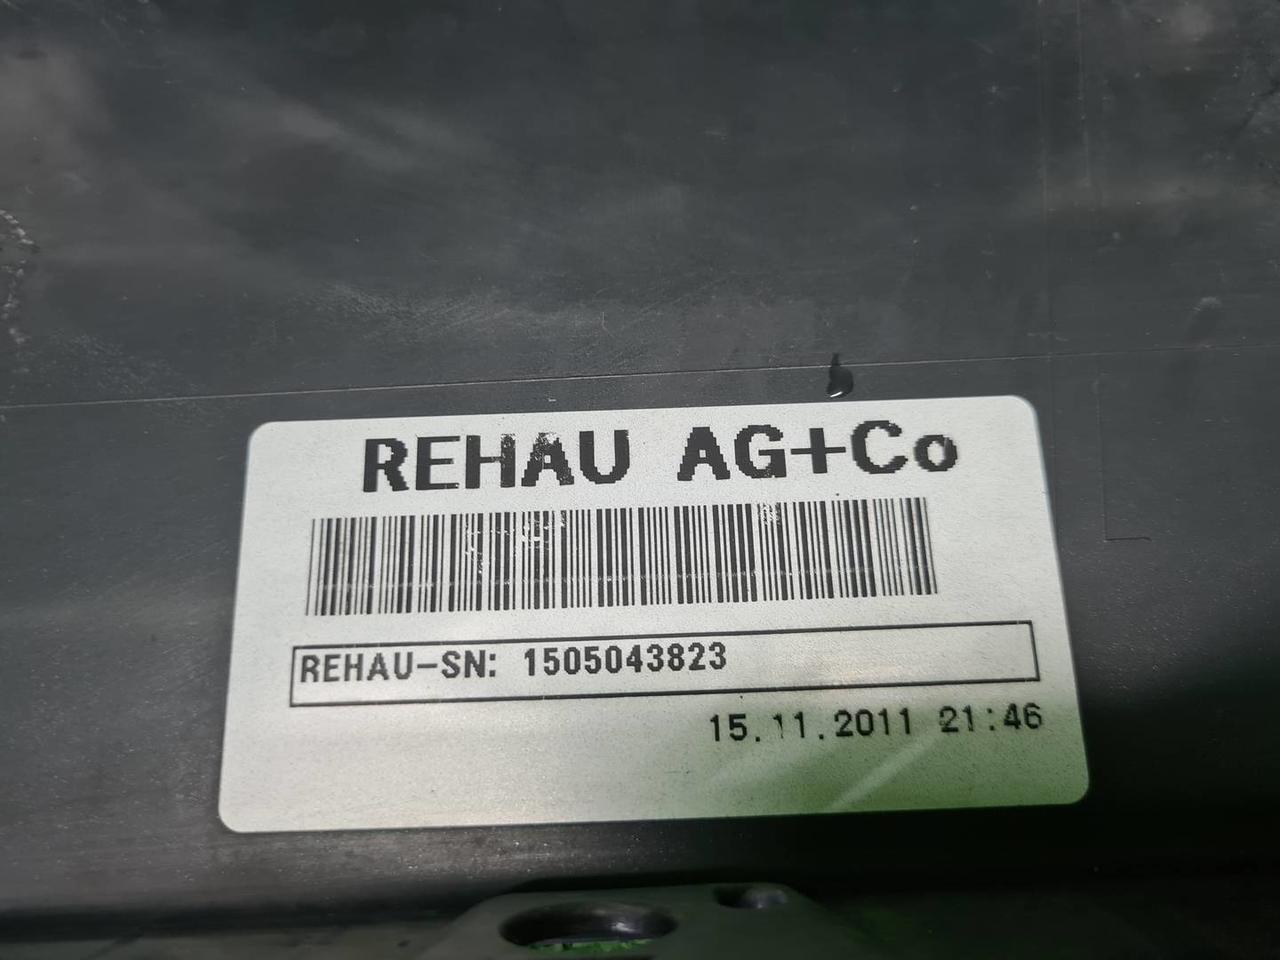 REHAU AG+Co
REHAU-SN: 1505043823
15.11.2011 21:46